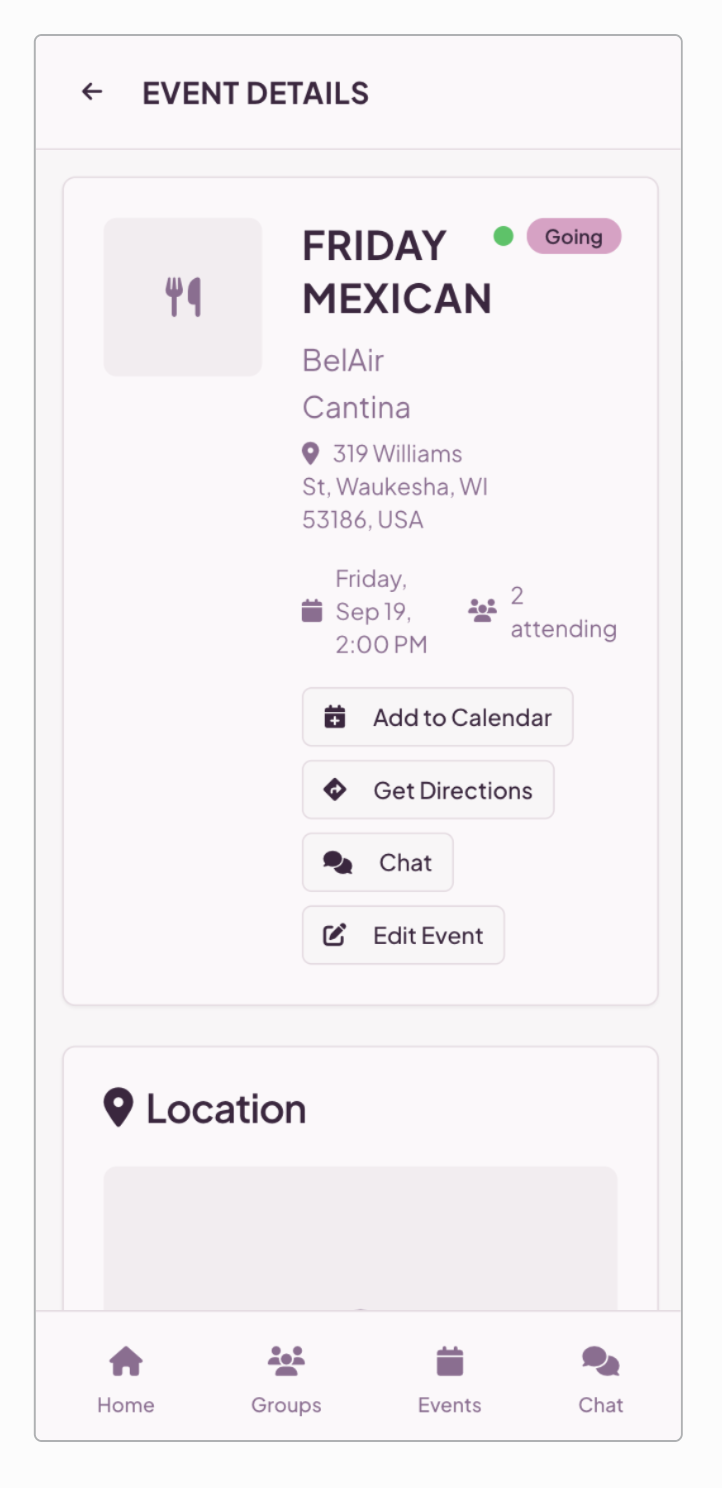 EVENT DETAILS
FRIDAY
MEXICAN
Going
BelAir
Cantina
319 Williams
St, Waukesha, WI
53186, USA
Friday,
Sep 19,
2:00 PM
2
attending
Add to Calendar
Get Directions
Chat
Edit Event
Location
Home
Groups
Events
Chat